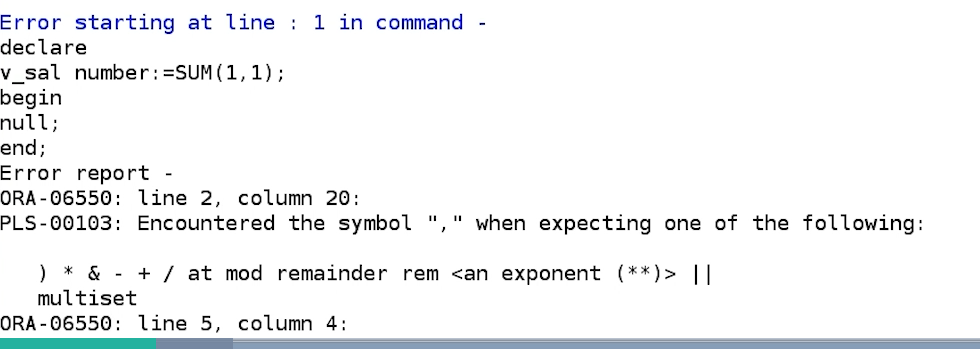 Error starting at line : 1 in command -
declare
v_sal number:=SUM(1,1);
begin
null;
end;
Error report -
ORA-06550: line 2, column 20:
PLS-00103: Encountered the symbol "," when expecting one of the following:
) * & - + / at mod remainder rem <an exponent (**)> ||
multiset
ORA-06550: line 5, column 4: